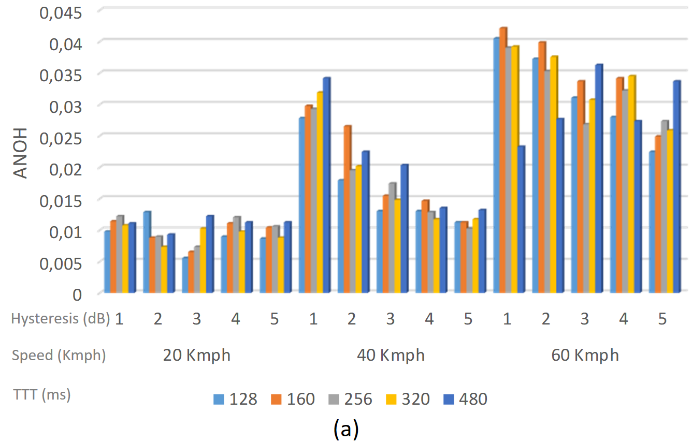 0,045
0,04
0,035
0,03
0,025
0,02
0,015
0,01
0,005
0
ANOH
Hysteresis (dB) 1 2 3 4 5 1 2 3 4 5 1 2 3 4 5
Speed (Kmph) 20 Kmph 40 Kmph 60 Kmph
TTT (ms) 128 160 256 320 480
(a)